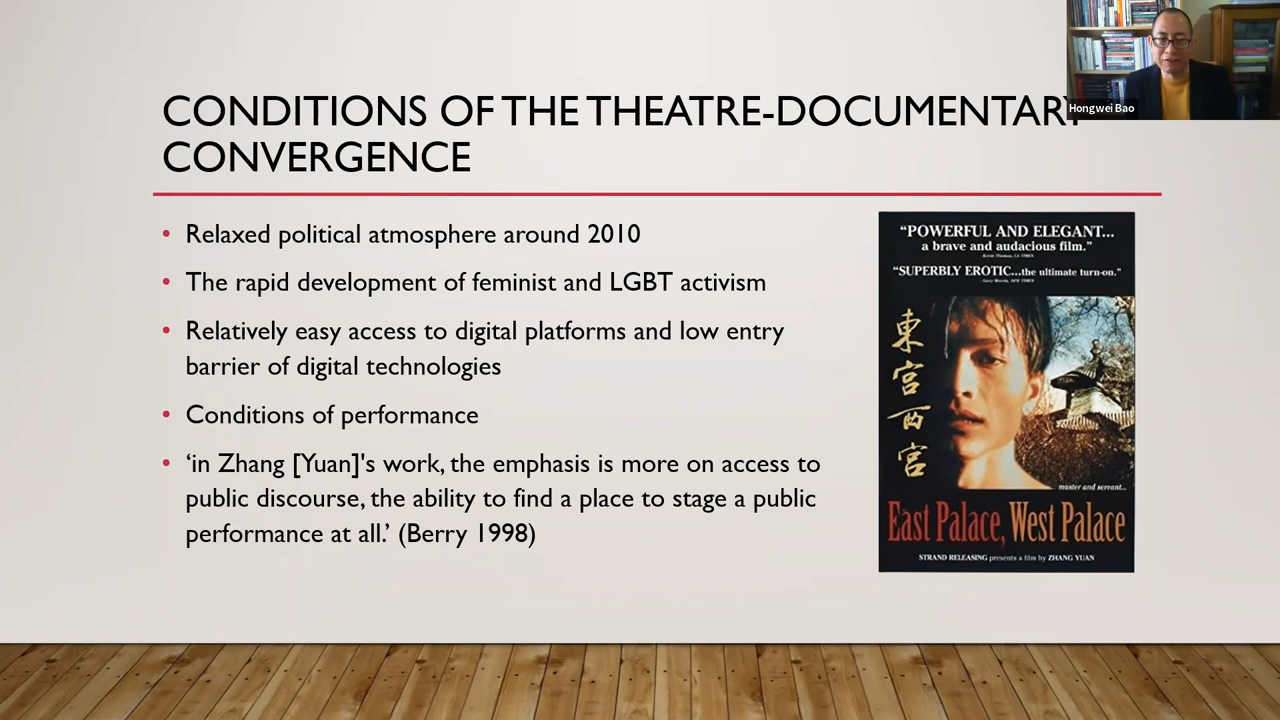 CONDITIONS OF THE THEATRE-DOCUMENTARY
CONVERGENCE
Hongwei Bao
• Relaxed political atmosphere around 2010
• The rapid development of feminist and LGBT activism
• Relatively easy access to digital platforms and low entry
barrier of digital technologies
• Conditions of performance
• ‘in Zhang [Yuan]'s work, the emphasis is more on access to
public discourse, the ability to find a place to stage a public
performance at all.’ (Berry 1998)
“POWERFUL AND ELEGANT...
a brave and audacious film.”
Kevin Thomas, LA TIMES
“SUPERBLY EROTIC...the ultimate turn-on.”
東宮西宮
master and servant...
East Palace, West Palace
STRAND RELEASING presents a film by ZHANG YUAN